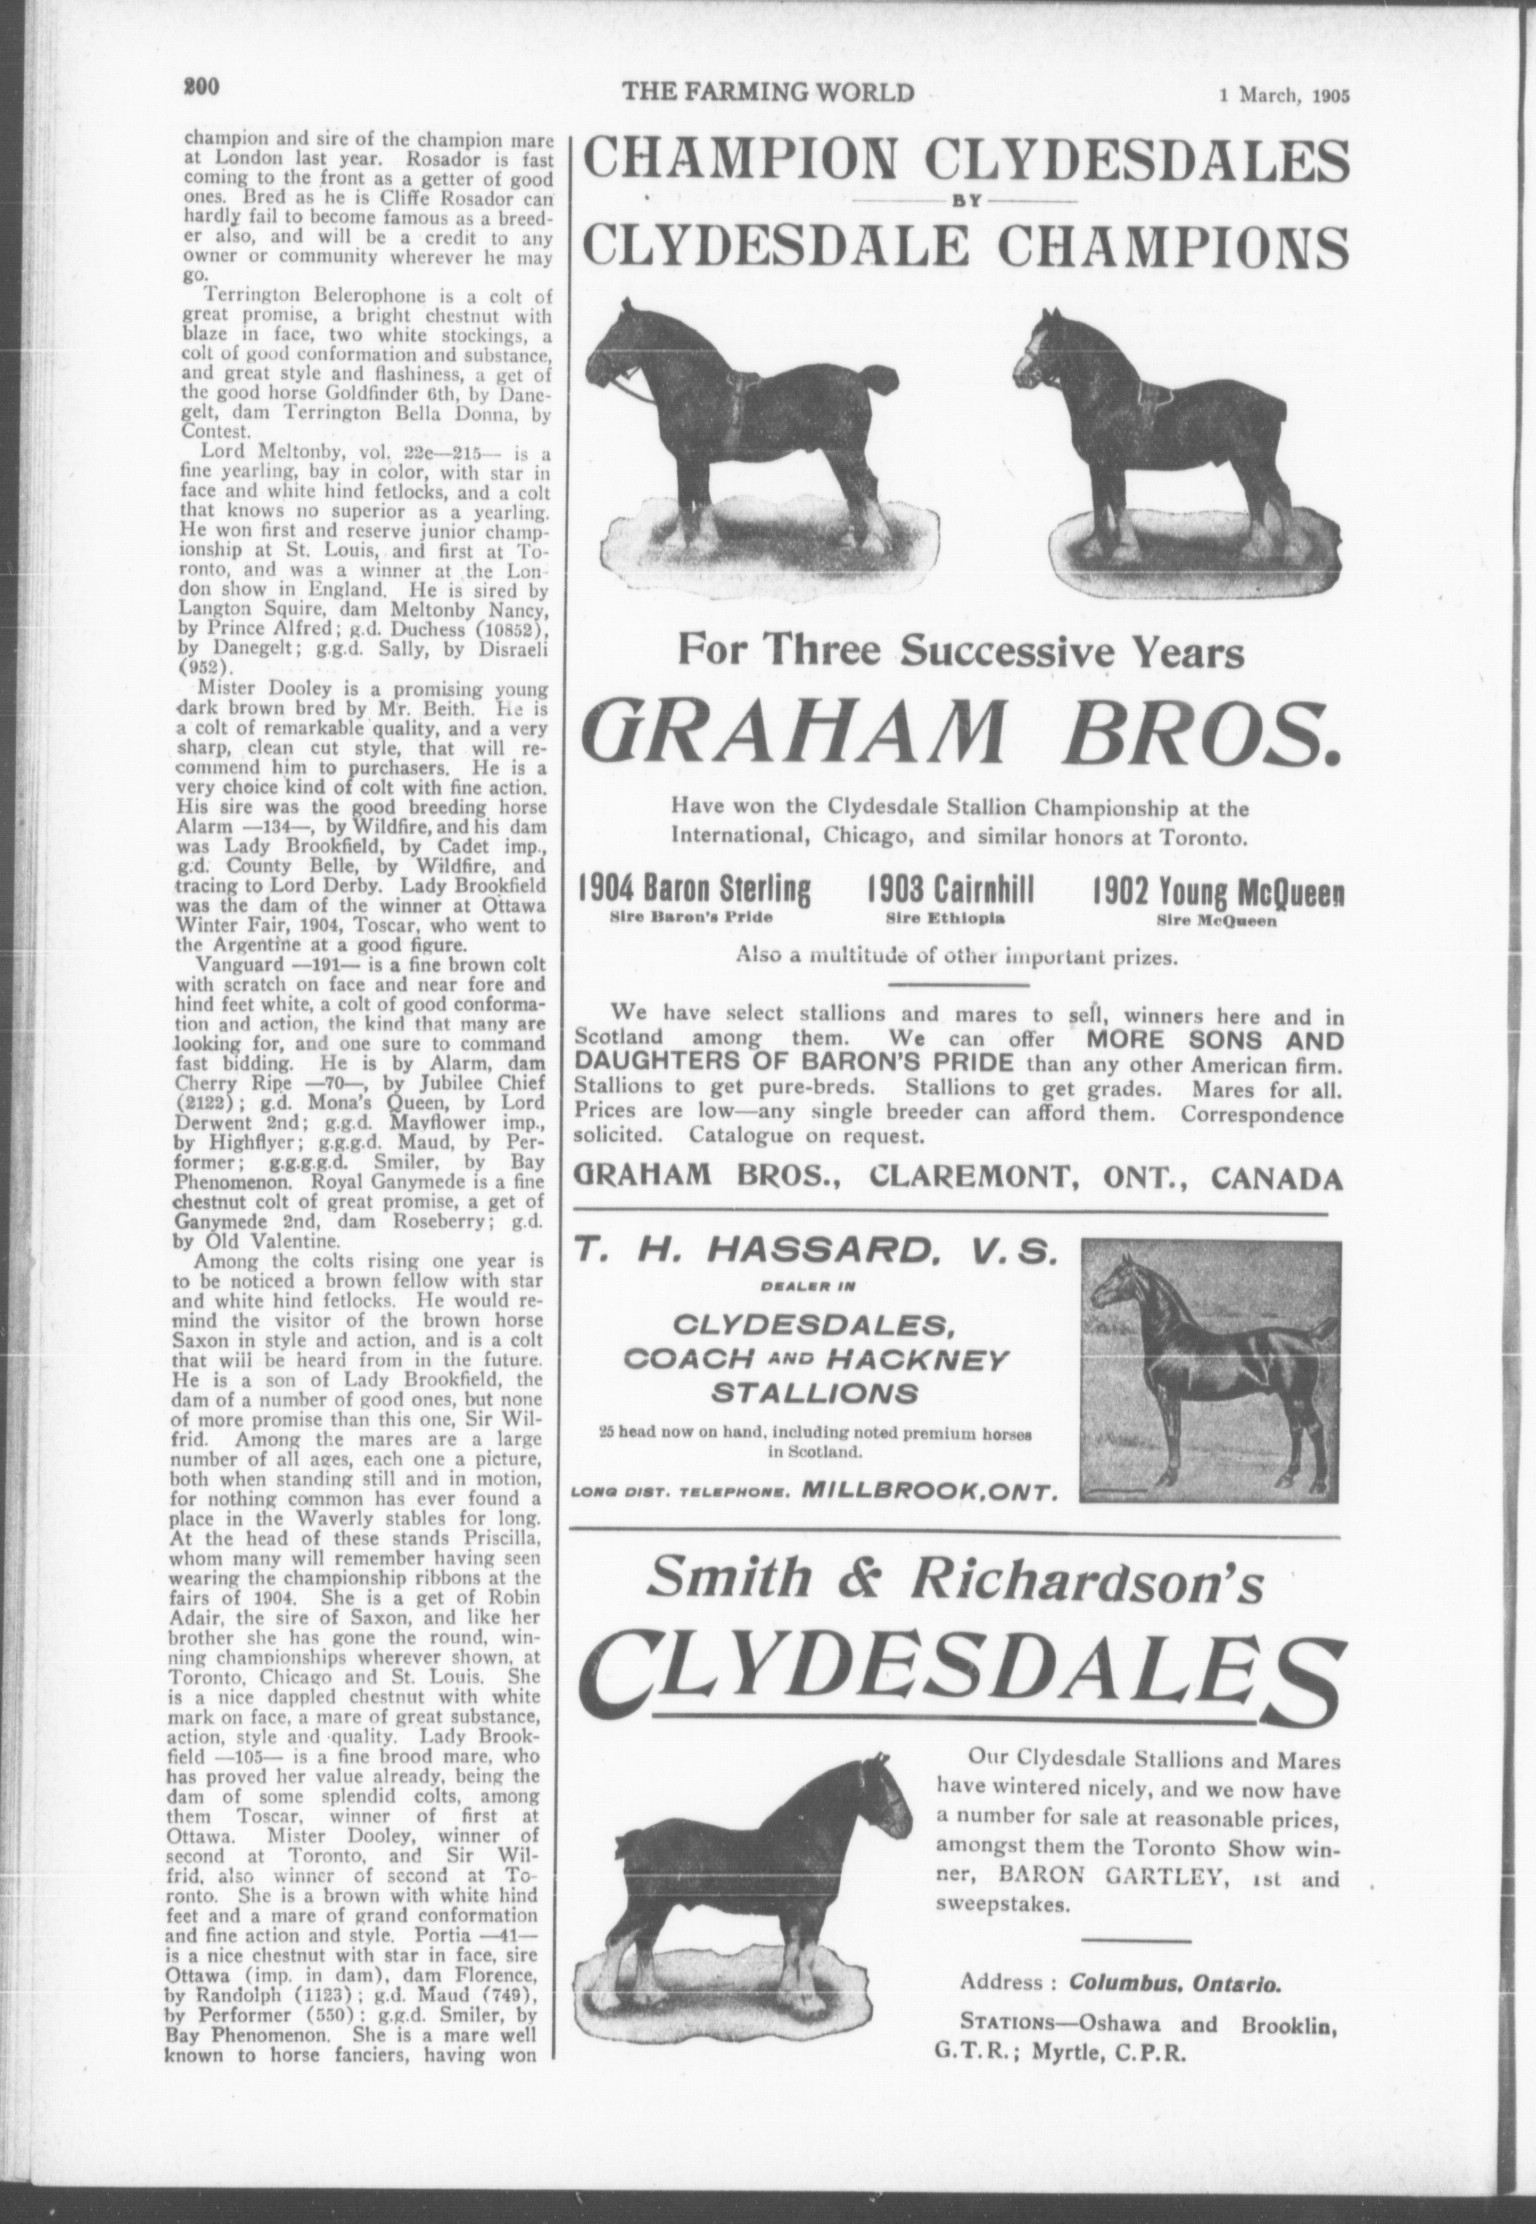 200
THE FARMING WORLD
1 March, 1905
champion and sire of the champion mare
at London last year. Rosador is fast
coming to the front as a getter of good
ones. Bred as he is Cliffe Rosador can
hardly fail to become famous as a breed-
er also, and will be a credit to any
owner or community wherever he may
go.
Terrington Belerophone is a colt of
great promise, a bright chestnut with
blaze in face, two white stockings, a
colt of good conformation and substance,
and great style and flashiness, a get of
the good horse Goldfinder 6th, by Dane-
gelt, dam Terrington Bella Donna, by
Contest.
Lord Meltonby, vol. 22e—215— is a
fine yearling, bay in color, with star in
face and white hind fetlocks, and a colt
that knows no superior as a yearling.
He won first and reserve junior champ-
ionship at St. Louis, and first at To-
ronto, and was a winner at the Lon-
don show in England. He is sired by
Langton Squire, dam Meltonby Nancy,
by Prince Alfred; g.d. Duchess (10852),
by Danegelt; g.g.d. Sally, by Disraeli
(952).
Mister Dooley is a promising young
dark brown bred by Mr. Beith. He is
a colt of remarkable quality, and a very
sharp, clean cut style, that will re-
commend him to purchasers. He is a
very choice kind of colt with fine action.
His sire was the good breeding horse
Alarm —134—, by Wildfire, and his dam
was Lady Brookfield, by Cadet imp.,
g.d. County Belle, by Wildfire, and
tracing to Lord Derby. Lady Brookfield
was the dam of the winner at Ottawa
Winter Fair, 1904, Toscar, who went to
the Argentine at a good figure.
Vanguard —191— is a fine brown colt
with scratch on face and near fore and
hind feet white, a colt of good conforma-
tion and action, the kind that many are
looking for, and one sure to command
fast bidding. He is by Alarm, dam
Cherry Ripe —70—, by Jubilee Chief
(2122); g.d. Mona's Queen, by Lord
Derwent 2nd; g.g.d. Mayflower imp.,
by Highflyer; g.g.g.d. Maud, by Per-
former; g.g.g.g.d. Smiler, by Bay
Phenomenon. Royal Ganymede is a fine
chestnut colt of great promise, a get of
Ganymede 2nd, dam Roseberry; g.d.
by Old Valentine.
Among the colts rising one year is
to be noticed a brown fellow with star
and white hind fetlocks. He would re-
mind the visitor of the brown horse
Saxon in style and action, and is a colt
that will be heard from in the future.
He is a son of Lady Brookfield, the
dam of a number of good ones, but none
of more promise than this one, Sir Wil-
frid. Among the mares are a large
number of all ages, each one a picture,
both when standing still and in motion,
for nothing common has ever found a
place in the Waverly stables for long.
At the head of these stands Priscilla,
whom many will remember having seen
wearing the championship ribbons at the
fairs of 1904. She is a get of Robin
Adair, the sire of Saxon, and like her
brother she has gone the round, win-
ning championships wherever shown, at
Toronto, Chicago and St. Louis. She
is a nice dappled chestnut with white
mark on face, a mare of great substance,
action, style and quality. Lady Brook-
field —105— is a fine brood mare, who
has proved her value already, being the
dam of some splendid colts, among
them Toscar, winner of first at
Ottawa. Mister Dooley, winner of
second at Toronto, and Sir Wil-
frid, also winner of second at To-
ronto. She is a brown with white hind
feet and a mare of grand conformation
and fine action and style. Portia —41—
is a nice chestnut with star in face, sire
Ottawa (imp. in dam), dam Florence,
by Randolph (1123); g.d. Maud (749),
by Performer (550): g.g.d. Smiler, by
Bay Phenomenon. She is a mare well
known to horse fanciers, having won
CHAMPION CLYDESDALES
BY
CLYDESDALE CHAMPIONS
For Three Successive Years
GRAHAM BROS.
Have won the Clydesdale Stallion Championship at the
International, Chicago, and similar honors at Toronto.
1904 Baron Sterling 1903 Cairnhill 1902 Young McQueen
Sire Baron's Pride Sire Ethiopia Sire McQueen
Also a multitude of other important prizes.
We have select stallions and mares to sell, winners here and in
Scotland among them. We can offer MORE SONS AND
DAUGHTERS OF BARON'S PRIDE than any other American firm.
Stallions to get pure-breds. Stallions to get grades. Mares for all.
Prices are low—any single breeder can afford them. Correspondence
solicited. Catalogue on request.
GRAHAM BROS., CLAREMONT, ONT., CANADA
T. H. HASSARD, V.S.
DEALER IN
CLYDESDALES,
COACH AND HACKNEY
STALLIONS
25 head now on hand, including noted premium horses
in Scotland.
LONG DIST. TELEPHONE. MILLBROOK, ONT.
Smith & Richardson's
CLYDESDALES
Our Clydesdale Stallions and Mares
have wintered nicely, and we now have
a number for sale at reasonable prices,
amongst them the Toronto Show win-
ner, BARON GARTLEY, 1st and
sweepstakes.
Address : Columbus, Ontario.
STATIONS—Oshawa and Brooklin,
G.T.R.; Myrtle, C.P.R.